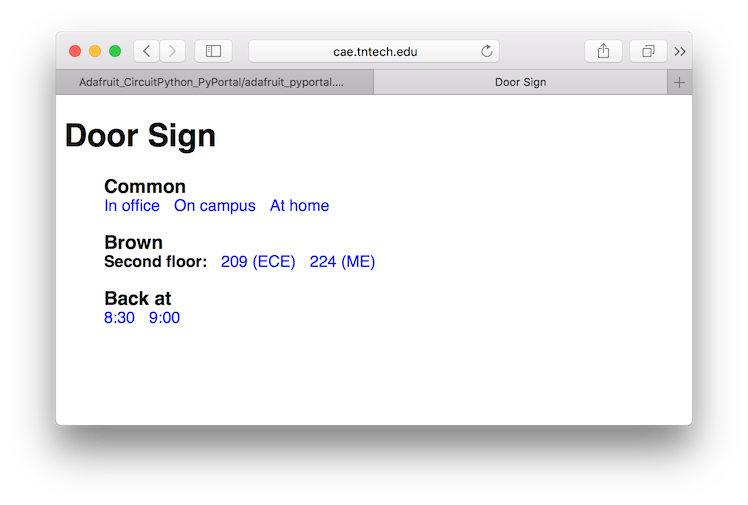 cae.tntech.edu
Adafruit_CircuitPython_PyPortal/adafruit_pyportal....
Door Sign
Door Sign
Common
In office On campus At home
Brown
Second floor: 209 (ECE) 224 (ME)
Back at
8:30 9:00